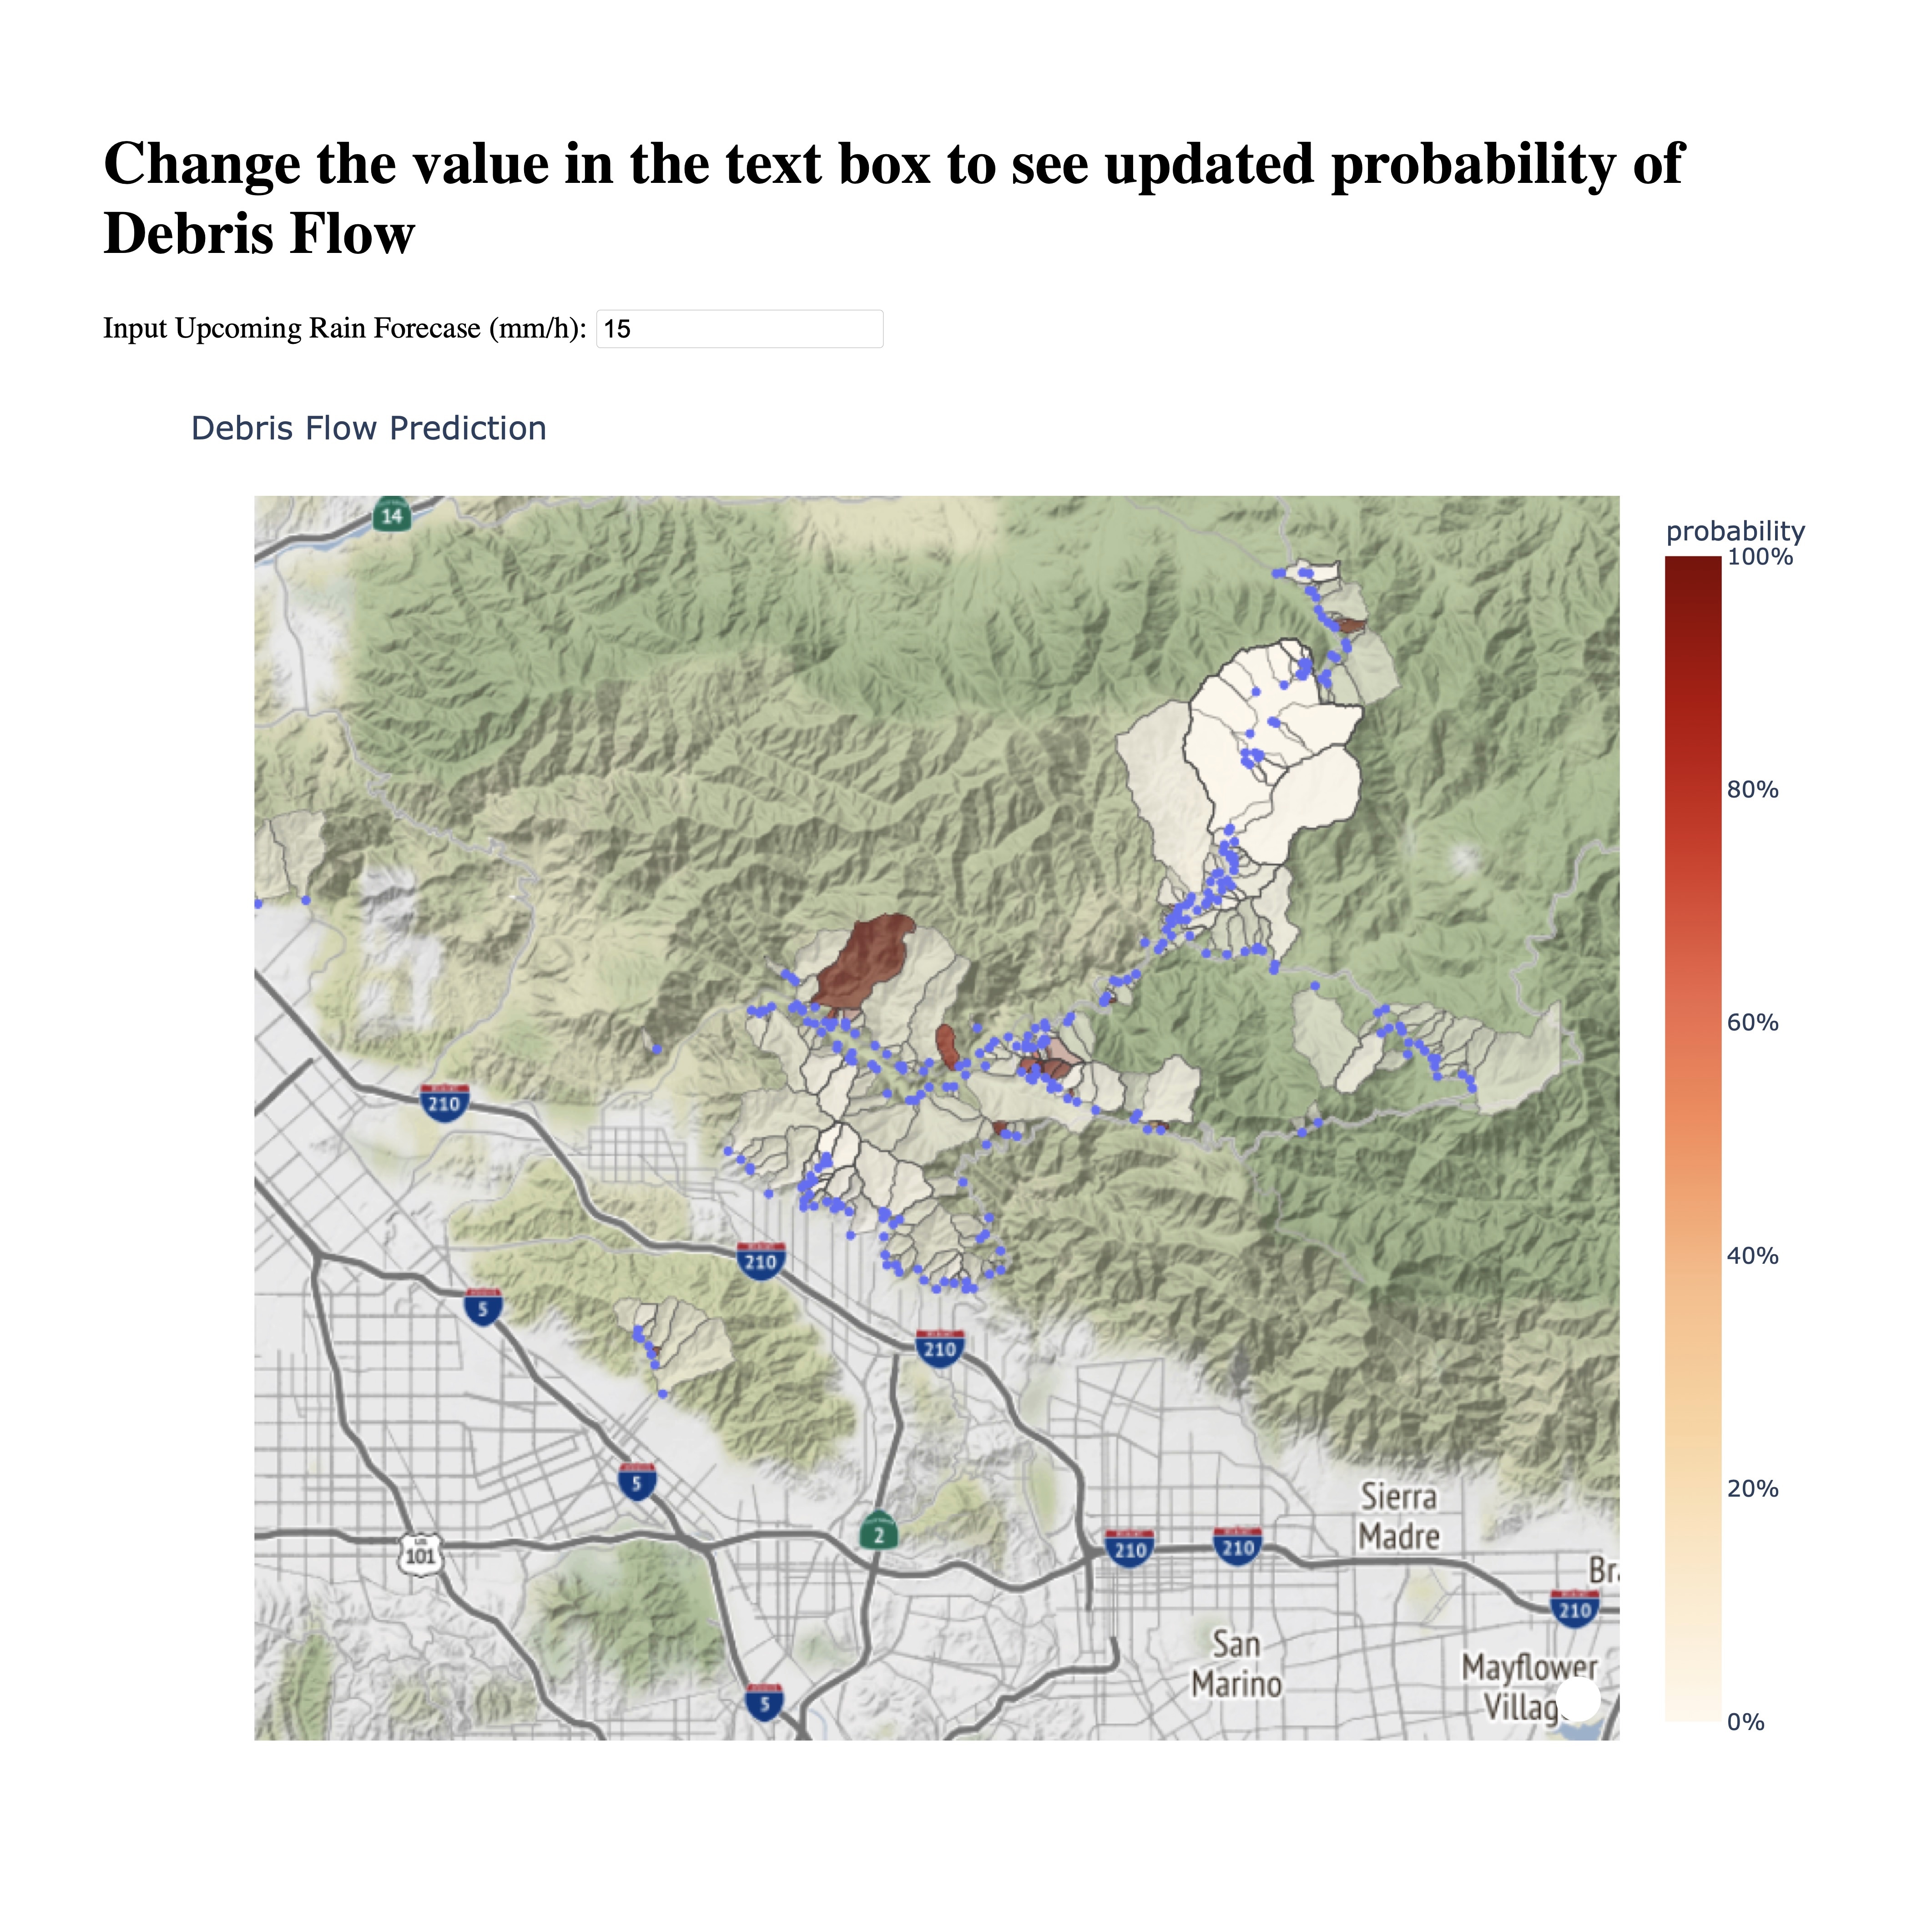 Change the value in the text box to see updated probability of
Debris Flow
Input Upcoming Rain Forecase (mm/h): 15
Debris Flow Prediction
probability
100%
80%
60%
40%
20%
0%
14
210
210
5
210
5
2
101
210
210
Sierra
Madre
210
San
Marino
Mayflower
5